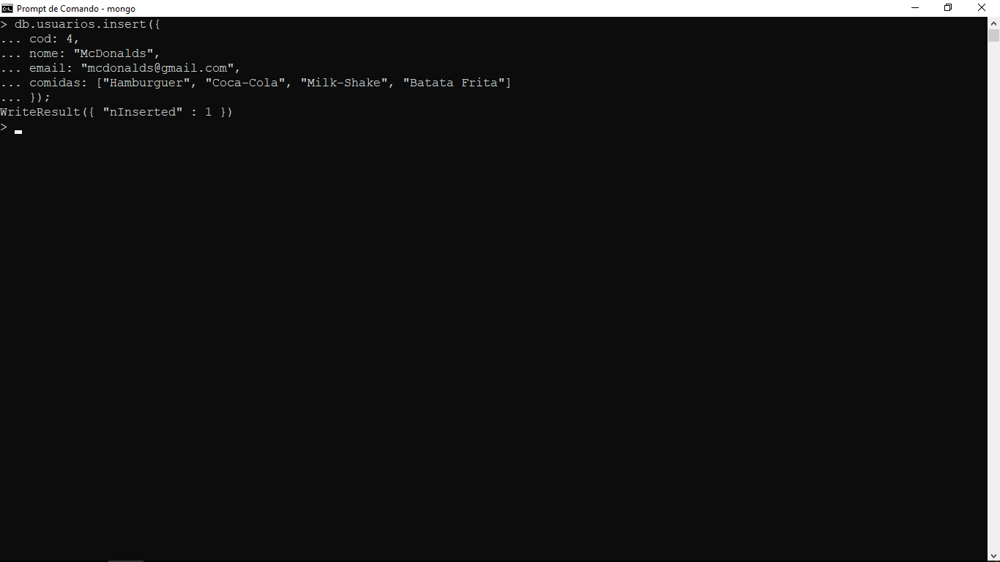 Prompt de Comando - mongo
> db.usuarios.insert({
... cod: 4,
... nome: "McDonalds",
... email: "mcdonalds@gmail.com",
... comidas: ["Hamburguer", "Coca-Cola", "Milk-Shake", "Batata Frita"]
... });
WriteResult({ "nInserted" : 1 })
>